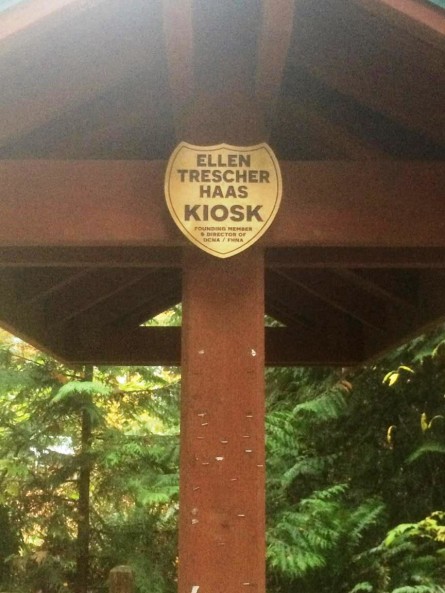 ELLEN
TRESCHER
HAAS
KIOSK
FOUNDING MEMBER
& DIRECTOR OF
OCNA / FHNA